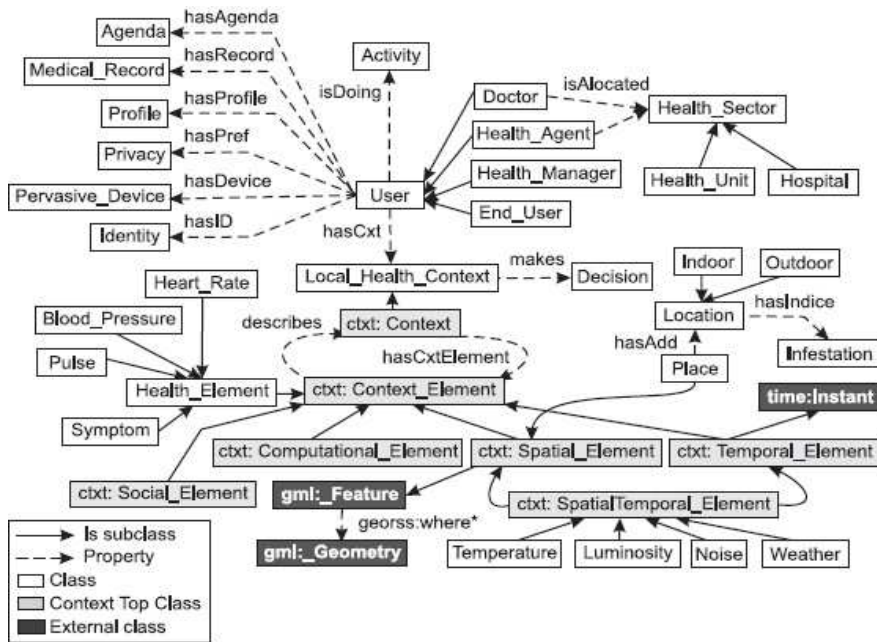 hasAgenda
Agenda
Activity
hasRecord
Medical_Record
isDoing
Doctor
isAlocated
Health_Sector
hasProfile
Profile
Health_Agent
hasPref
Privacy
Health_Manager
Health_Unit
Hospital
hasDevice
Pervasive_Device
User
hasID
Identity
End_User
hasCxt
Local_Health_Context
makes
Decision
Indoor
Outdoor
Heart_Rate
Blood_Pressure
describes
ctxt: Context
Location
hasIndice
hasCxtElement
hasAdd
Infestation
Pulse
Place
Health_Element
ctxt: Context_Element
time:Instant
Symptom
ctxt: Computational_Element
ctxt: Spatial_Element
ctxt: Temporal_Element
ctxt: Social_Element
gml:_Feature
ctxt: SpatialTemporal_Element
georss:where*
gml:_Geometry
Temperature
Luminosity
Noise
Weather
Is subclass
Property
Class
Context Top Class
External class